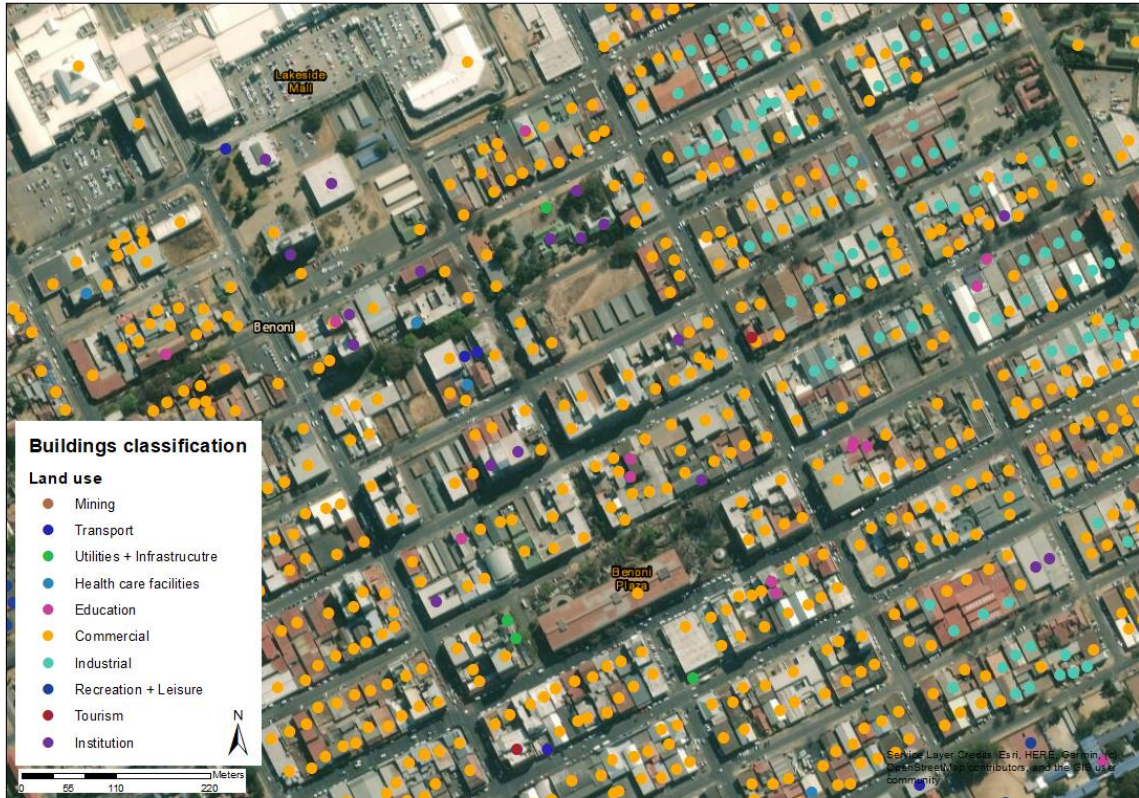 Lakeside
Mall
Benoni
Benoni
Plaza
Buildings classification
Land use
Mining
Transport
Utilities + Infrastrucutre
Health care facilities
Education
Commercial
Industrial
Recreation + Leisure
Tourism
Institution
N
Meters
0 55 110 220
Service Layer Credits: Esri, HERE, Garmin, (c)
OpenStreetMap contributors, and the GIS user
community